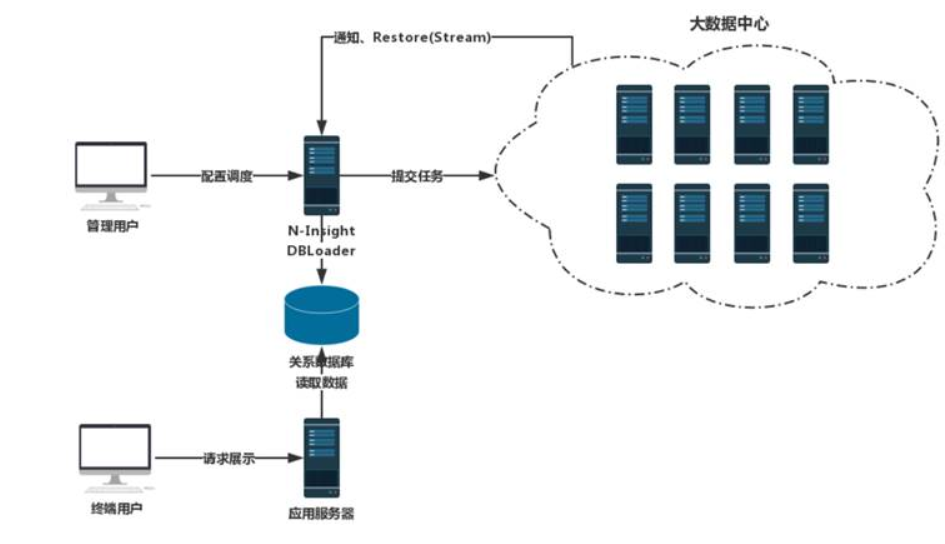 大数据中心
通知、Restore(Stream)
配置调度
提交任务
管理用户
N-Insight
DBLoader
关系数据库
读取数据
请求展示
终端用户
应用服务器